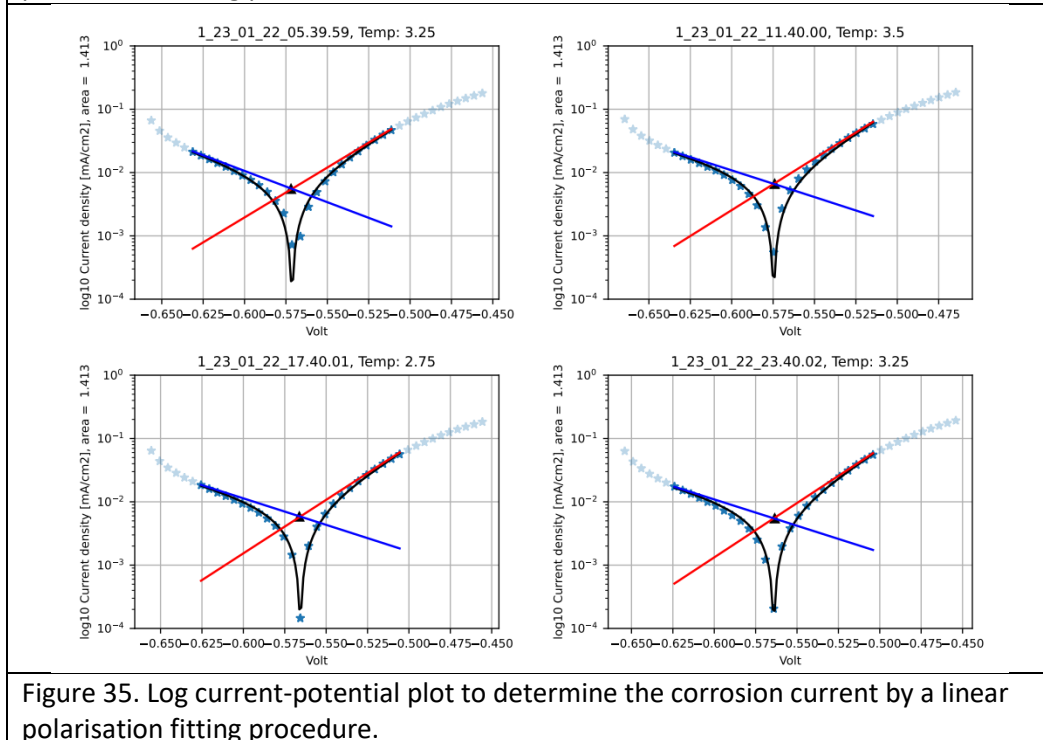 1_23_01_22_05.39.59, Temp: 3.25
log10 Current density [mA/cm2], area = 1.413
10^0
10^-1
10^-2
10^-3
10^-4
−0.650−0.625−0.600−0.575−0.550−0.525−0.500−0.475−0.450
Volt
1_23_01_22_11.40.00, Temp: 3.5
log10 Current density [mA/cm2], area = 1.413
10^0
10^-1
10^-2
10^-3
10^-4
−0.650−0.625−0.600−0.575−0.550−0.525−0.500−0.475
Volt
1_23_01_22_17.40.01, Temp: 2.75
log10 Current density [mA/cm2], area = 1.413
10^0
10^-1
10^-2
10^-3
10^-4
−0.650−0.625−0.600−0.575−0.550−0.525−0.500−0.475−0.450
Volt
1_23_01_22_23.40.02, Temp: 3.25
log10 Current density [mA/cm2], area = 1.413
10^0
10^-1
10^-2
10^-3
10^-4
−0.650−0.625−0.600−0.575−0.550−0.525−0.500−0.475−0.450
Volt
Figure 35. Log current-potential plot to determine the corrosion current by a linear
polarisation fitting procedure.